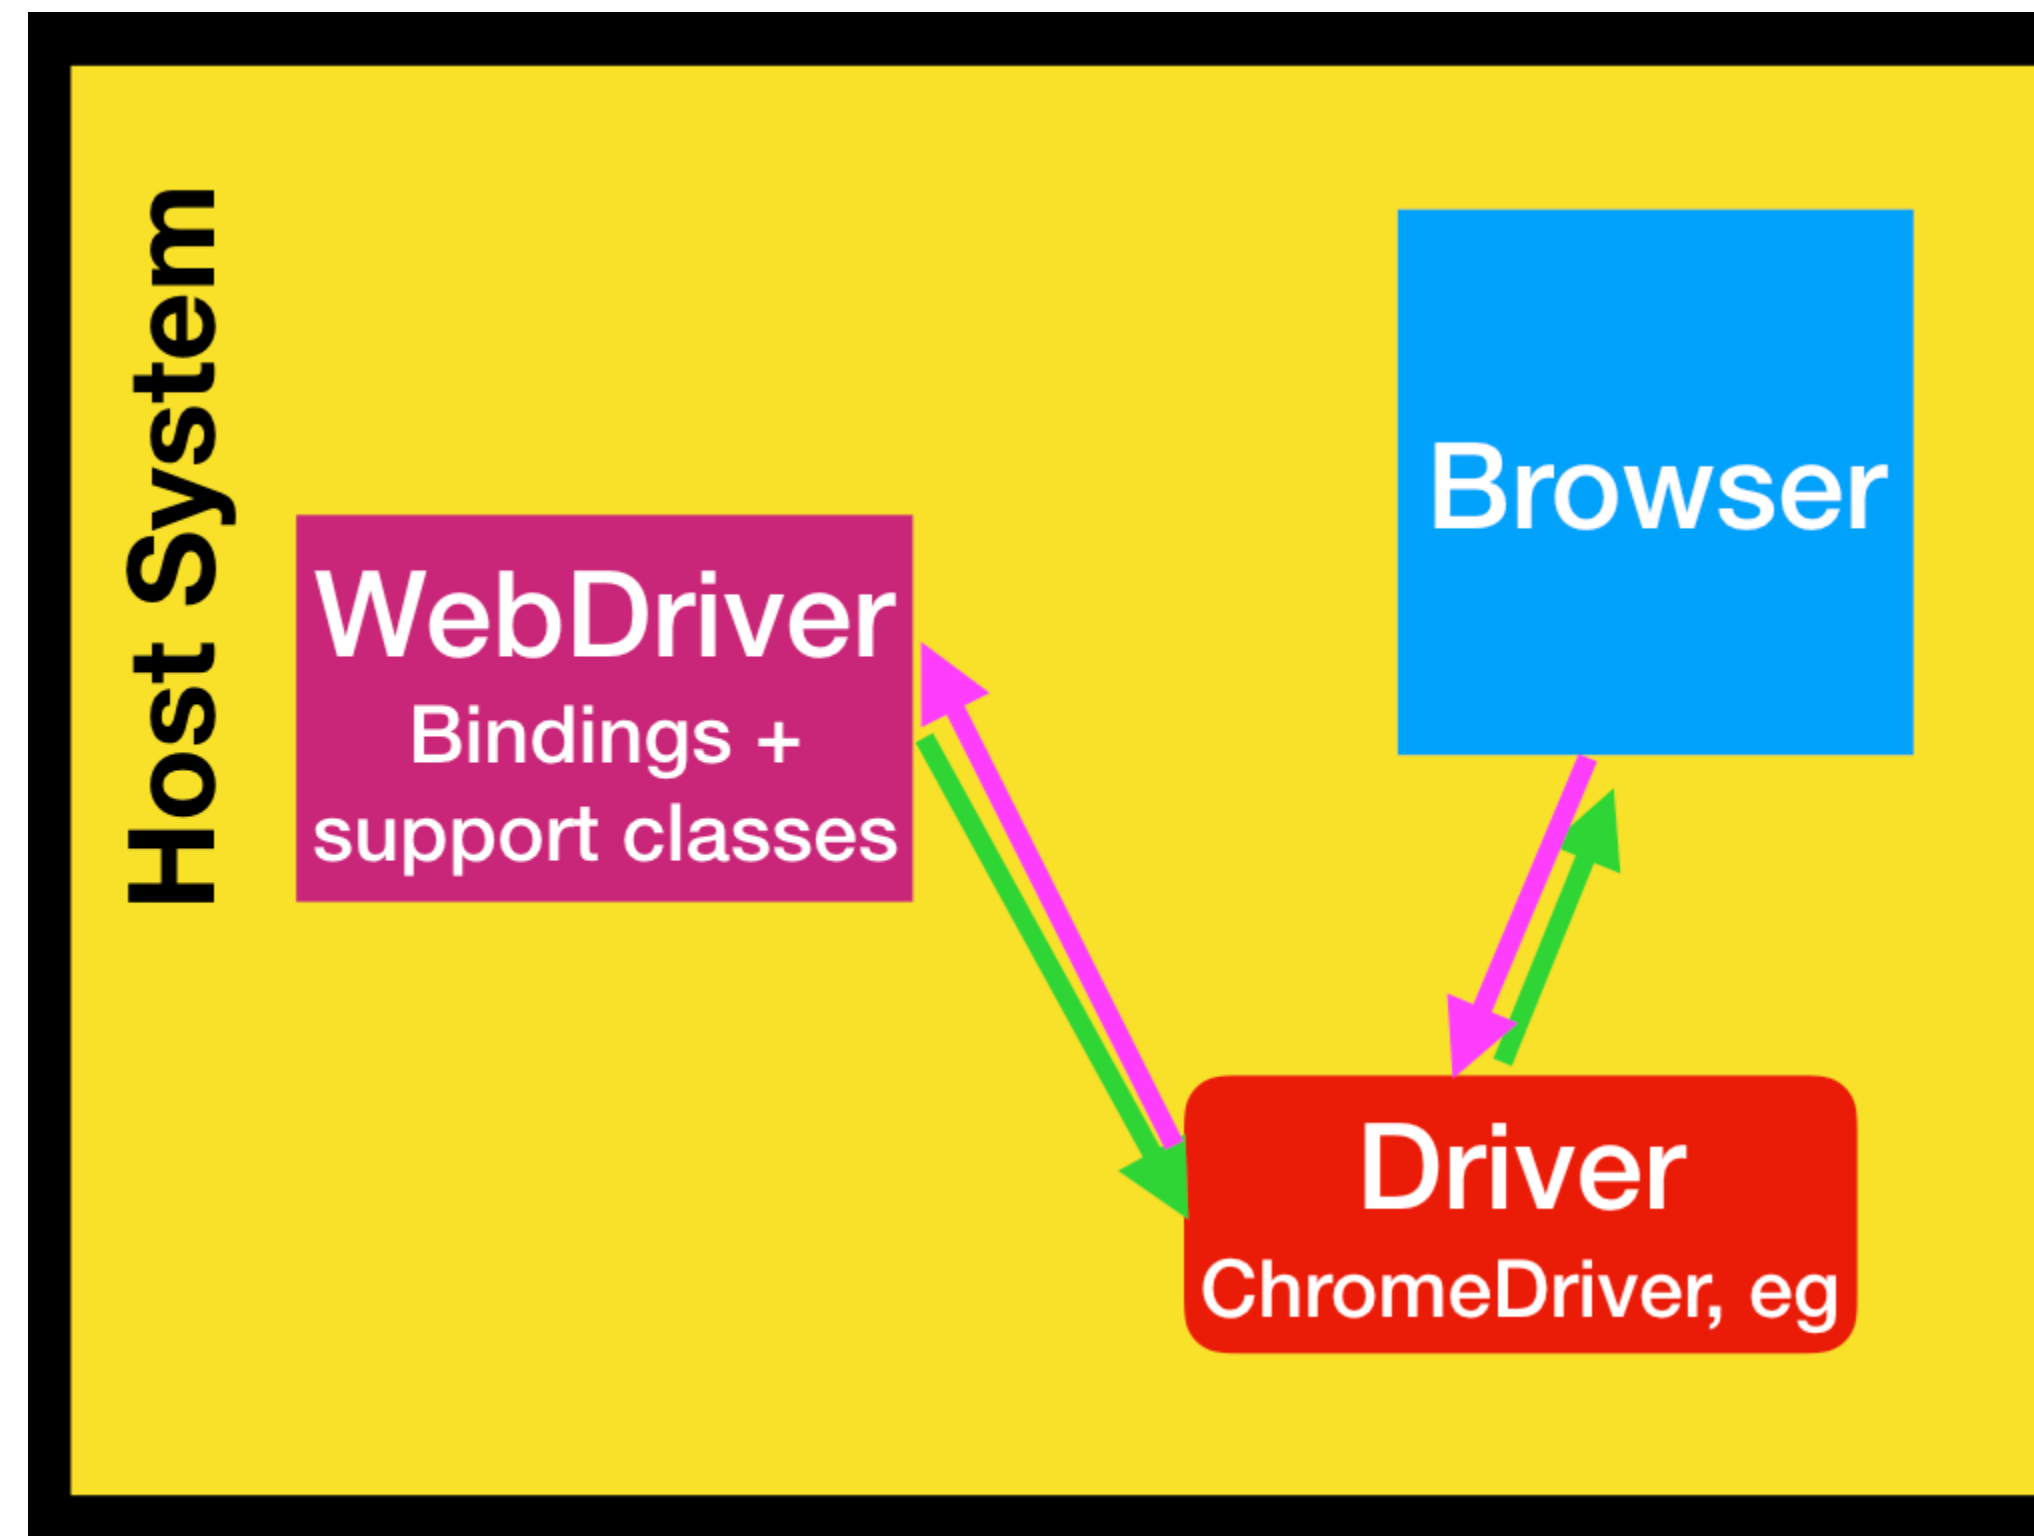 Host System
WebDriver
Bindings +
support classes
Browser
Driver
ChromeDriver, eg